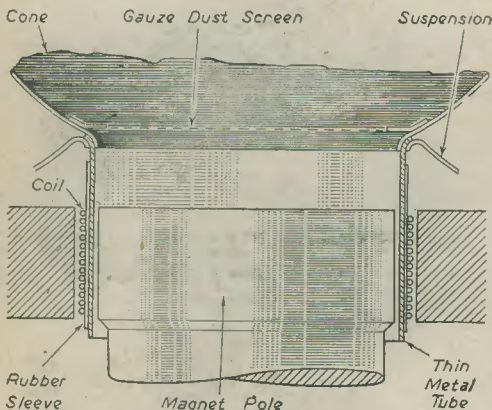 Cone
Gauze Dust Screen
Suspension
Coil
Rubber
Sleeve
Magnet Pole
Thin
Metal
Tube